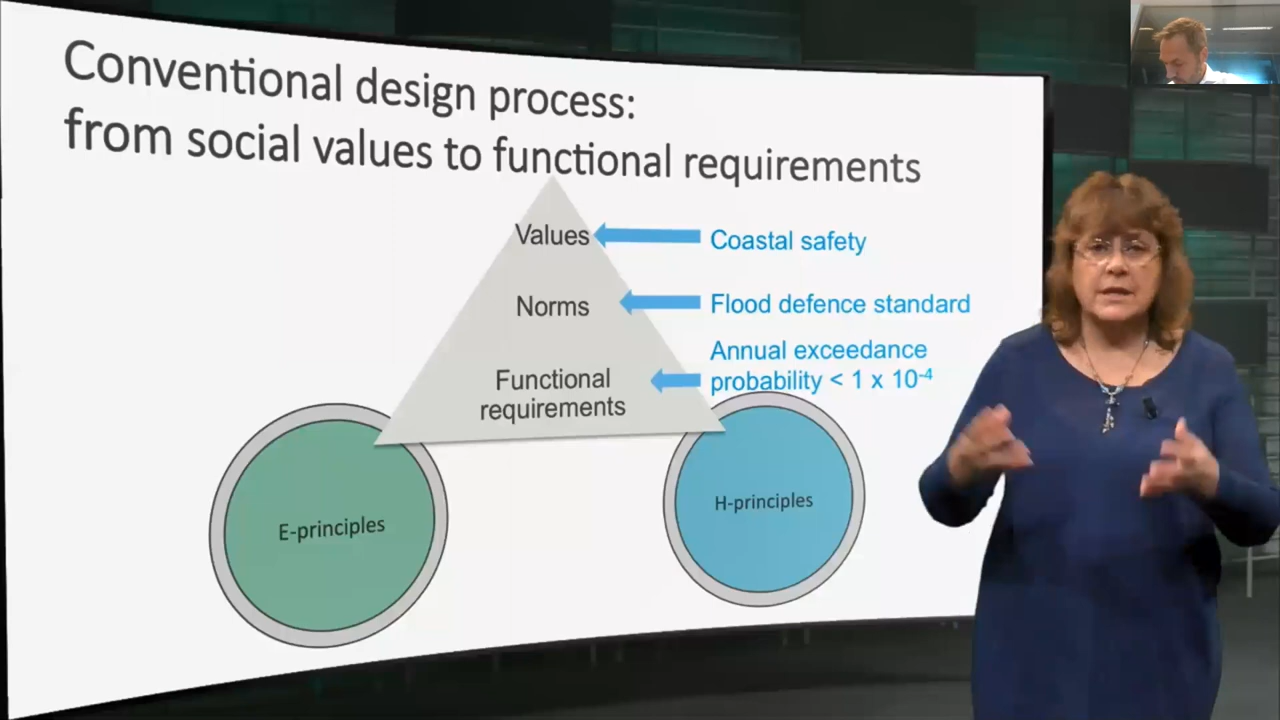 Conventional design process:
from social values to functional requirements
Values
Coastal safety
Norms
Flood defence standard
Functional
requirements
Annual exceedance
probability < 1 x 10⁻⁴
E-principles
H-principles